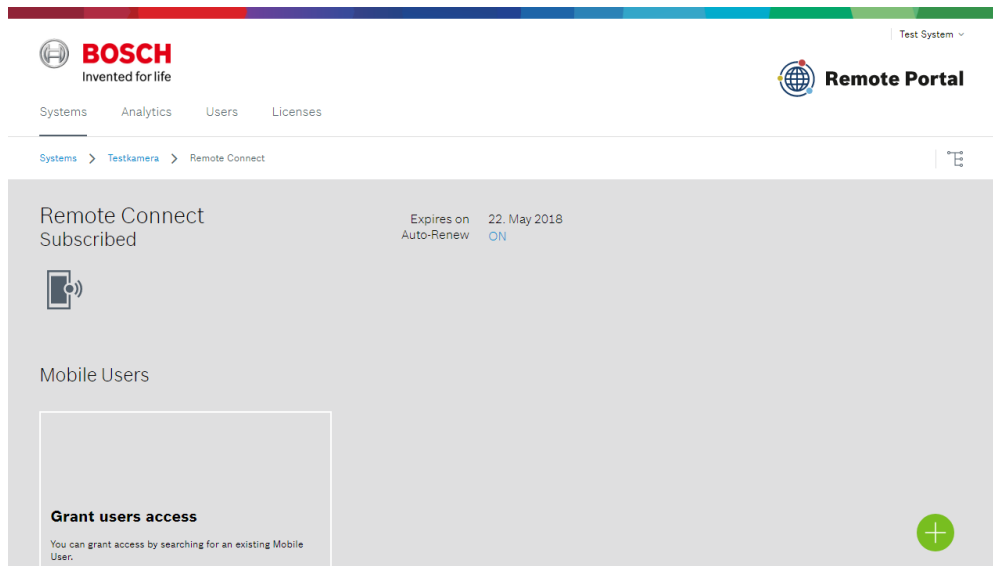 Test System
BOSCH
Invented for life
Remote Portal
Systems Analytics Users Licenses
Systems Testkamera Remote Connect
Remote Connect
Subscribed
Expires on 22. May 2018
Auto-Renew ON
Mobile Users
Grant users access
You can grant access by searching for an existing Mobile
User.